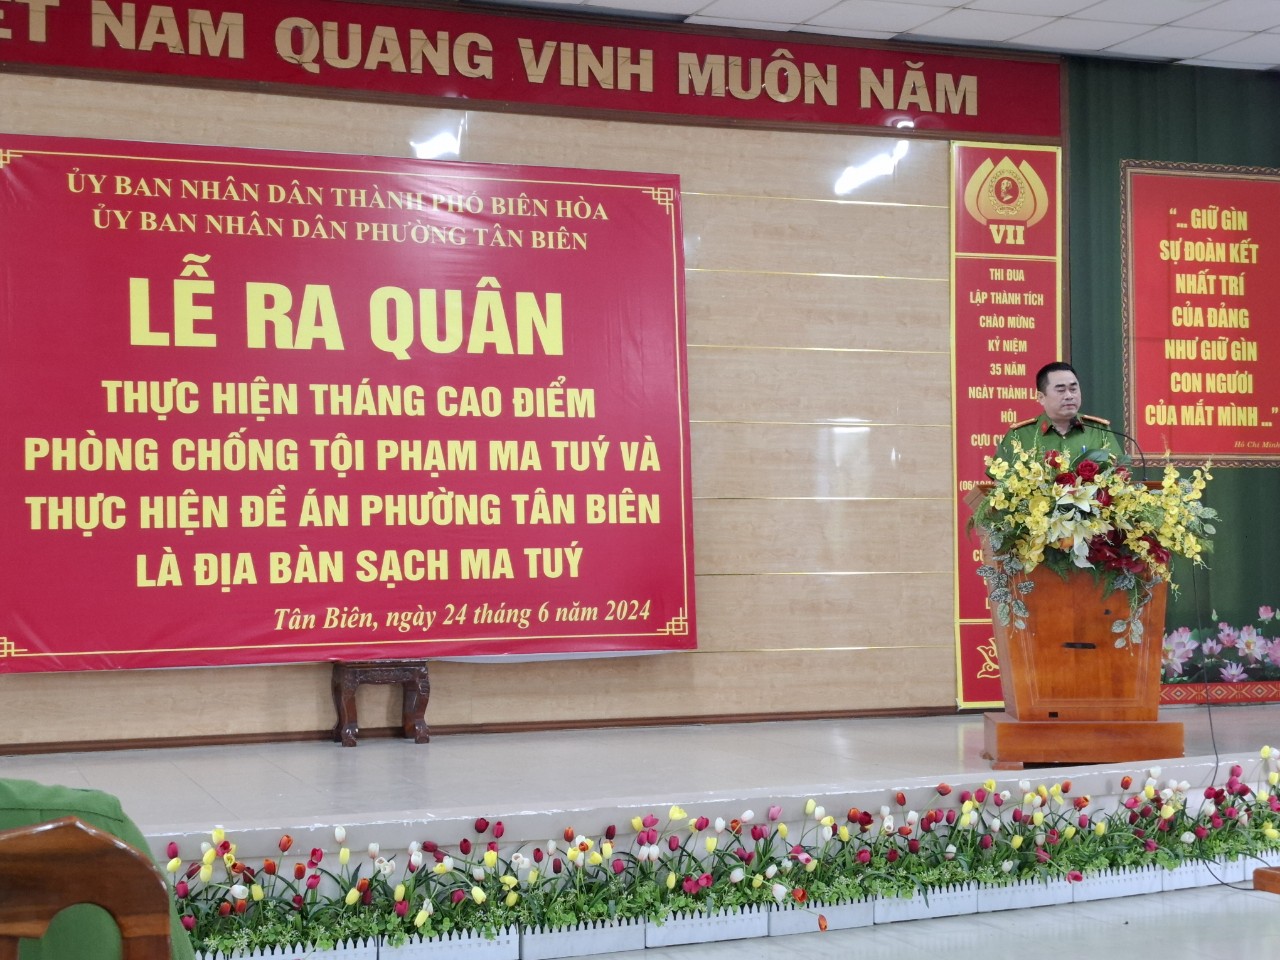 ỆT NAM QUANG VINH MUÔN NĂM
ỦY BAN NHÂN DÂN THÀNH PHỐ BIÊN HÒA
ỦY BAN NHÂN DÂN PHƯỜNG TÂN BIÊN
LỄ RA QUÂN
THỰC HIỆN THÁNG CAO ĐIỂM
PHÒNG CHỐNG TỘI PHẠM MA TUÝ VÀ
THỰC HIỆN ĐỀ ÁN PHƯỜNG TÂN BIÊN
LÀ ĐỊA BÀN SẠCH MA TUÝ
Tân Biên, ngày 24 tháng 6 năm 2024
VII
THI ĐUA
LẬP THÀNH TÍCH
CHÀO MỪNG
KỶ NIỆM
35 NĂM
NGÀY THÀNH
HỘI
CỰU
"...GIỮ GÌN
SỰ ĐOÀN KẾT
NHẤT TRÍ
CỦA ĐẢNG
NHƯ GIỮ GÌN
CON NGƯƠI
CỦA MẮT MÌNH..."
Hồ Chí Minh